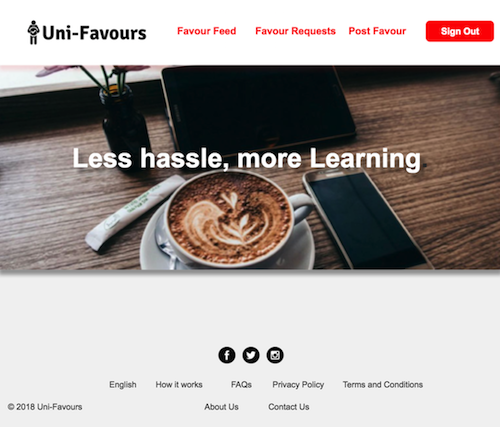 Uni-Favours
Favour Feed
Favour Requests
Post Favour
Sign Out
Less hassle, more Learning
English
How it works
FAQs
Privacy Policy
Terms and Conditions
© 2018 Uni-Favours
About Us
Contact Us